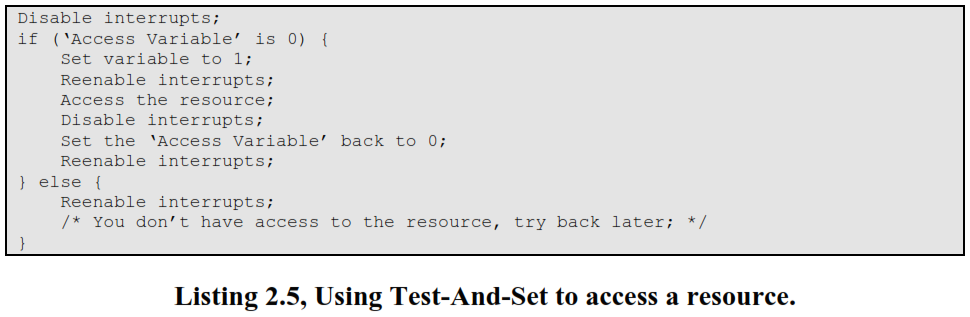 Disable interrupts;
if (‘Access Variable’ is 0) {
    Set variable to 1;
    Reenable interrupts;
    Access the resource;
    Disable interrupts;
    Set the ‘Access Variable’ back to 0;
    Reenable interrupts;
} else {
    Reenable interrupts;
    /* You don’t have access to the resource, try back later; */
}
Listing 2.5, Using Test-And-Set to access a resource.